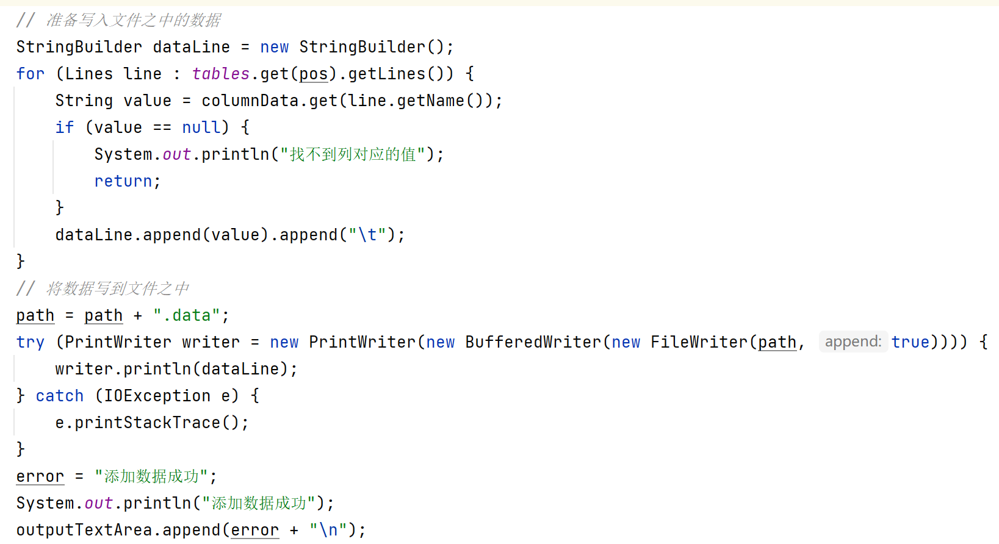 // 准备写入文件之中的数据
StringBuilder dataLine = new StringBuilder();
for (Lines line : tables.get(pos).getLines()) {
    String value = columnData.get(line.getName());
    if (value == null) {
        System.out.println("找不到列对应的值");
        return;
    }
    dataLine.append(value).append("\t");
}
// 将数据写到文件之中
path = path + ".data";
try (PrintWriter writer = new PrintWriter(new BufferedWriter(new FileWriter(path, append: true)))) {
    writer.println(dataLine);
} catch (IOException e) {
    e.printStackTrace();
}
error = "添加数据成功";
System.out.println("添加数据成功");
outputTextArea.append(error + "\n");